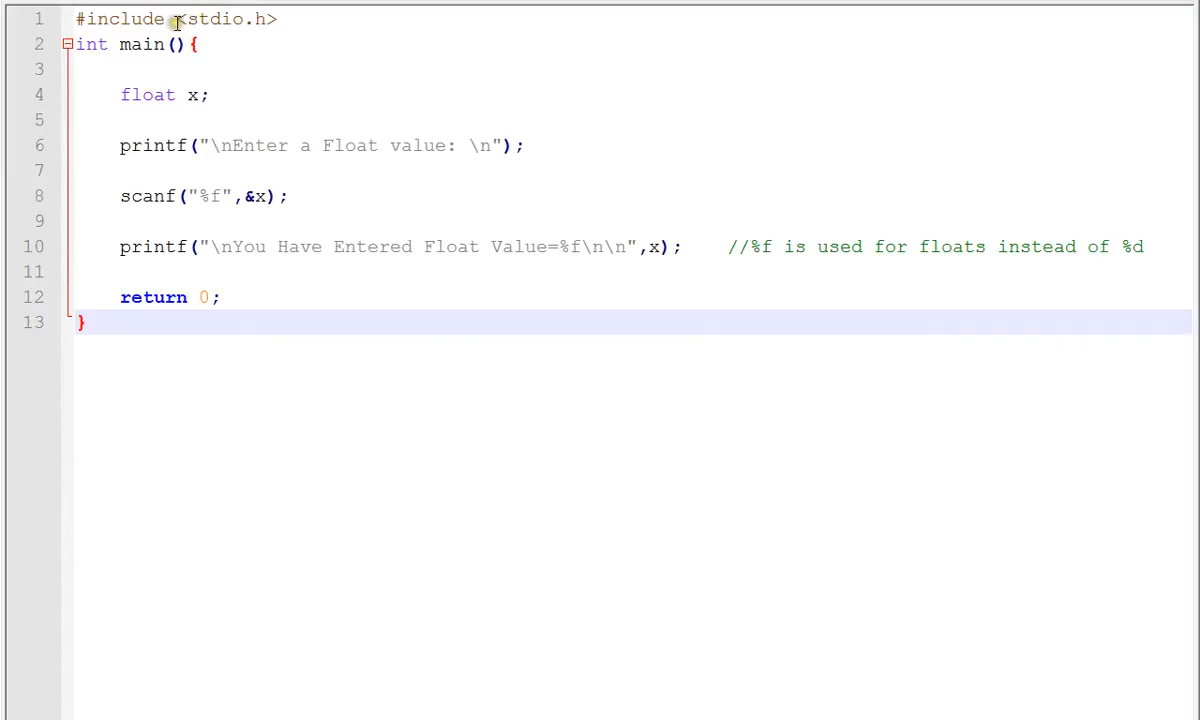 1 #include <stdio.h>
2 int main(){
3
4 float x;
5
6 printf("\nEnter a Float value: \n");
7
8 scanf("%f",&x);
9
10 printf("\nYou Have Entered Float Value=%f\n\n",x); //%f is used for floats instead of %d
11
12 return 0;
13 }